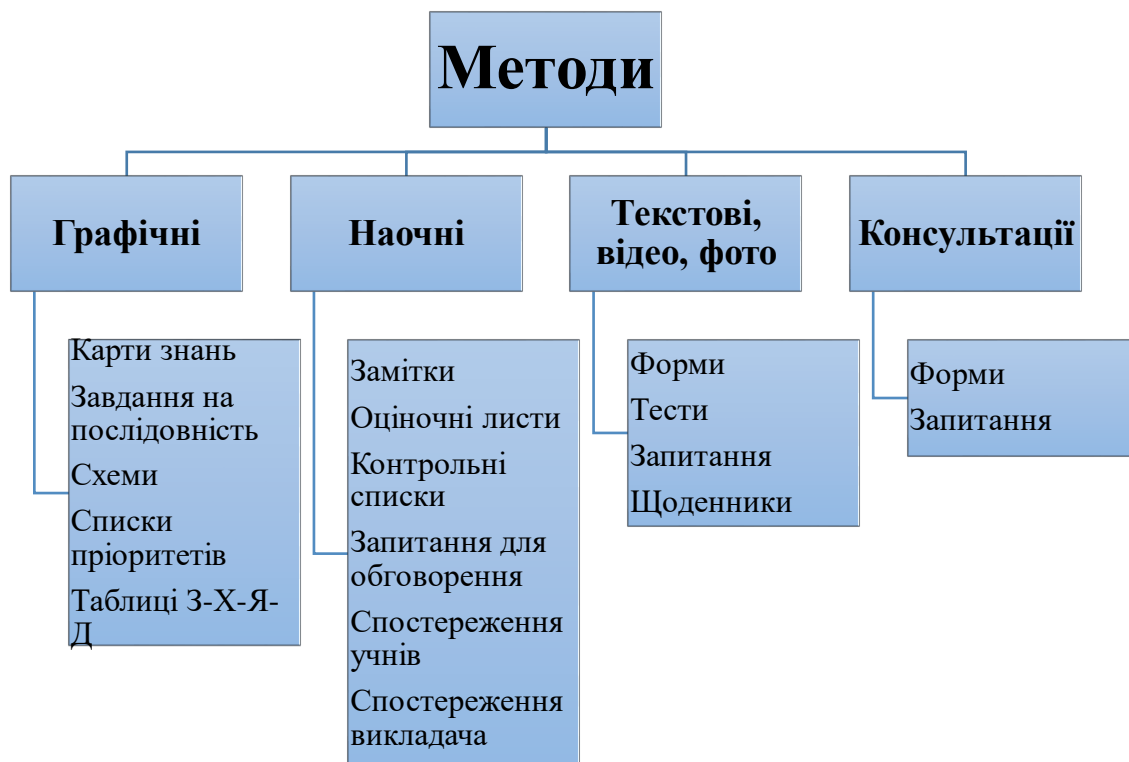 Методи
Графічні
Наочні
Текстові,
відео, фото
Консультації
Карти знань
Завдання на
послідовність
Схеми
Списки
пріоритетів
Таблиці З-Х-Я-
Д
Замітки
Оціночні листи
Контрольні
списки
Запитання для
обговорення
Спостереження
учнів
Спостереження
викладача
Форми
Тести
Запитання
Щоденники
Форми
Запитання